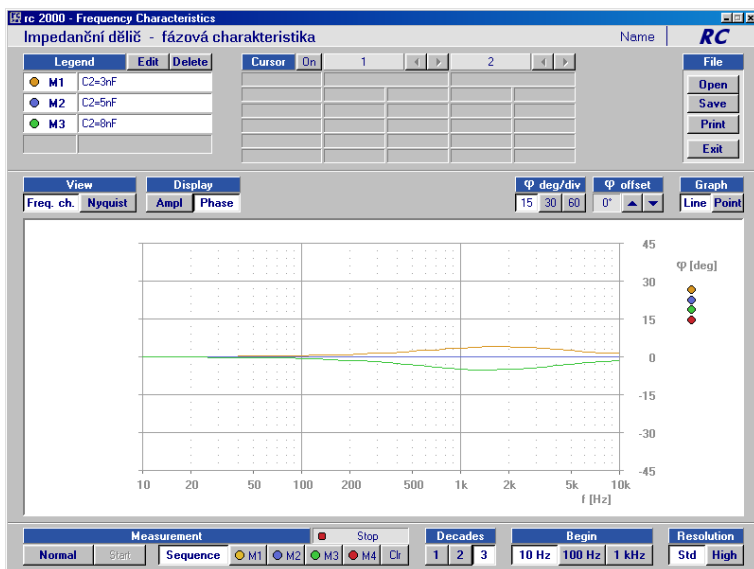 rc 2000 - Frequency Characteristics
Impedanční dělič - fázová charakteristika Name RC
Legend Edit Delete Cursor On 1 2 File
M1 C2=3nF
M2 C2=5nF
M3 C2=8nF
Open
Save
Print
Exit
View Display φ deg/div φ offset Graph
Freq. ch. Nyquist Ampl Phase 15 30 60 0° Line Point
45
φ [deg]
30
15
0
-15
-30
-45
10 20 50 100 200 500 1k 2k 5k 10k
f [Hz]
Measurement Stop Decades Begin Resolution
Normal Start Sequence M1 M2 M3 M4 Clr 1 2 3 10 Hz 100 Hz 1 kHz Std High